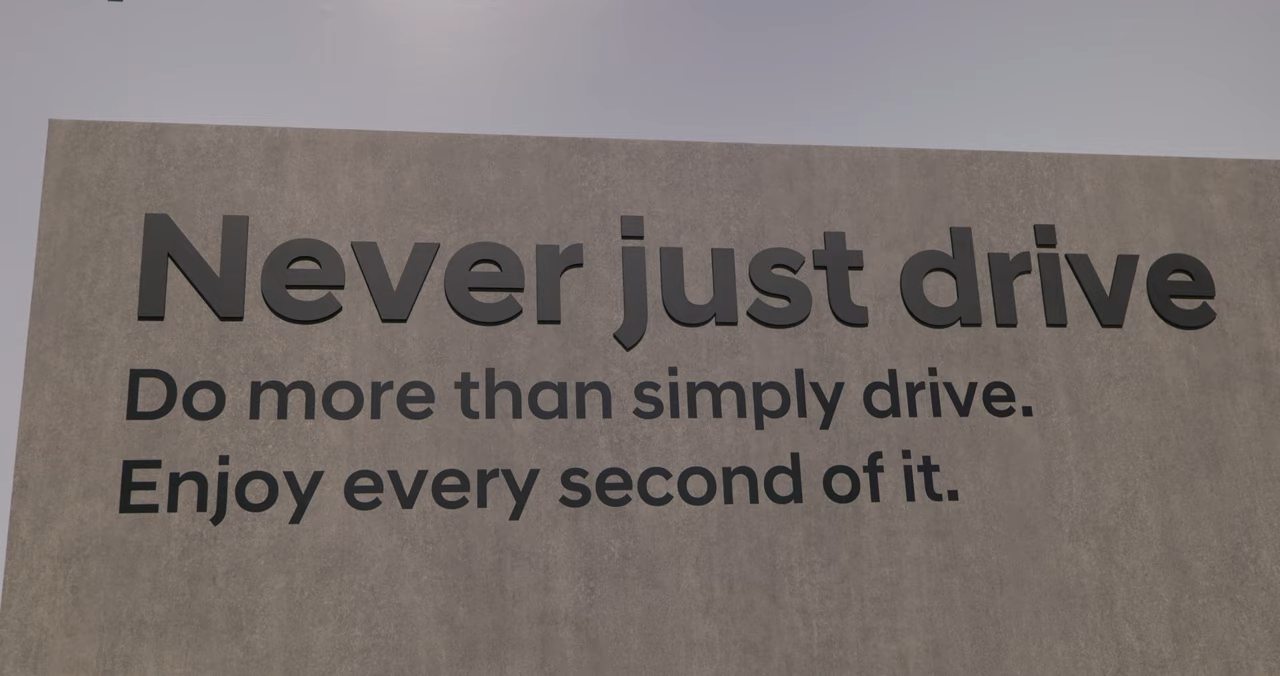 Never just drive
Do more than simply drive.
Enjoy every second of it.